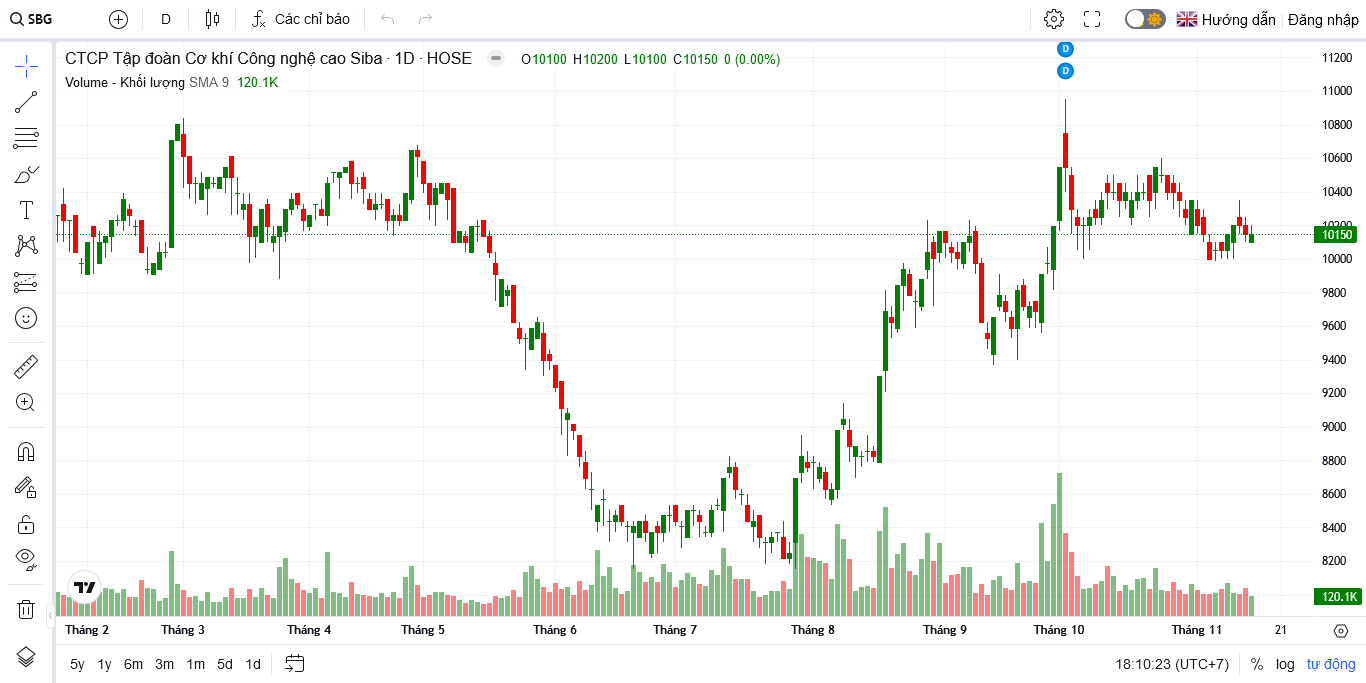 SBG D Các chỉ báo Hướng dẫn Đăng nhập
CTCP Tập đoàn Cơ khí Công nghệ cao Siba · 1D · HOSE O10100 H10200 L10100 C10150 0 (0.00%)
Volume - Khối lượng SMA 9 120.1K
D
D
11200
11000
10800
10600
10400
10200
10150
10000
9800
9600
9400
9200
9000
8800
8600
8400
8200
120.1K
Tháng 2 Tháng 3 Tháng 4 Tháng 5 Tháng 6 Tháng 7 Tháng 8 Tháng 9 Tháng 10 Tháng 11 21
5y 1y 6m 3m 1m 5d 1d 18:10:23 (UTC+7) % log tự động